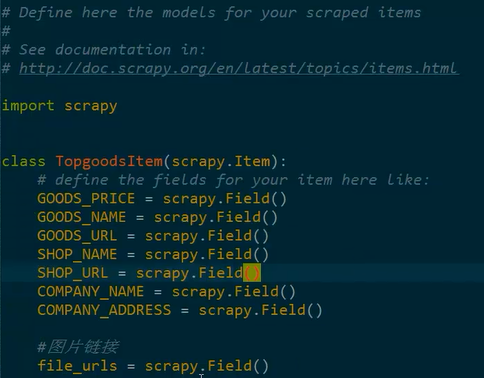 # Define here the models for your scraped items
#
# See documentation in:
# http://doc.scrapy.org/en/latest/topics/items.html
import scrapy
class TopgoodsItem(scrapy.Item):
# define the fields for your item here like:
GOODS_PRICE = scrapy.Field()
GOODS_NAME = scrapy.Field()
GOODS_URL = scrapy.Field()
SHOP_NAME = scrapy.Field()
SHOP_URL = scrapy.Field()
COMPANY_NAME = scrapy.Field()
COMPANY_ADDRESS = scrapy.Field()
#图片链接
file_urls = scrapy.Field()